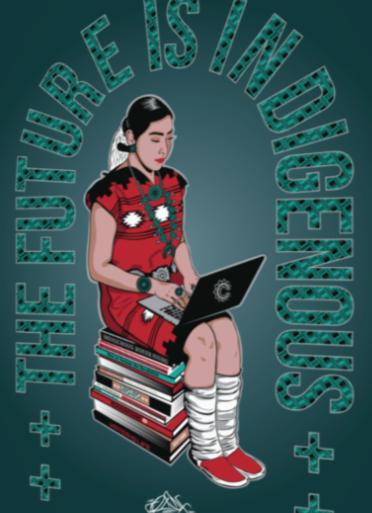 THE FUTURE IS INDIGENOUS